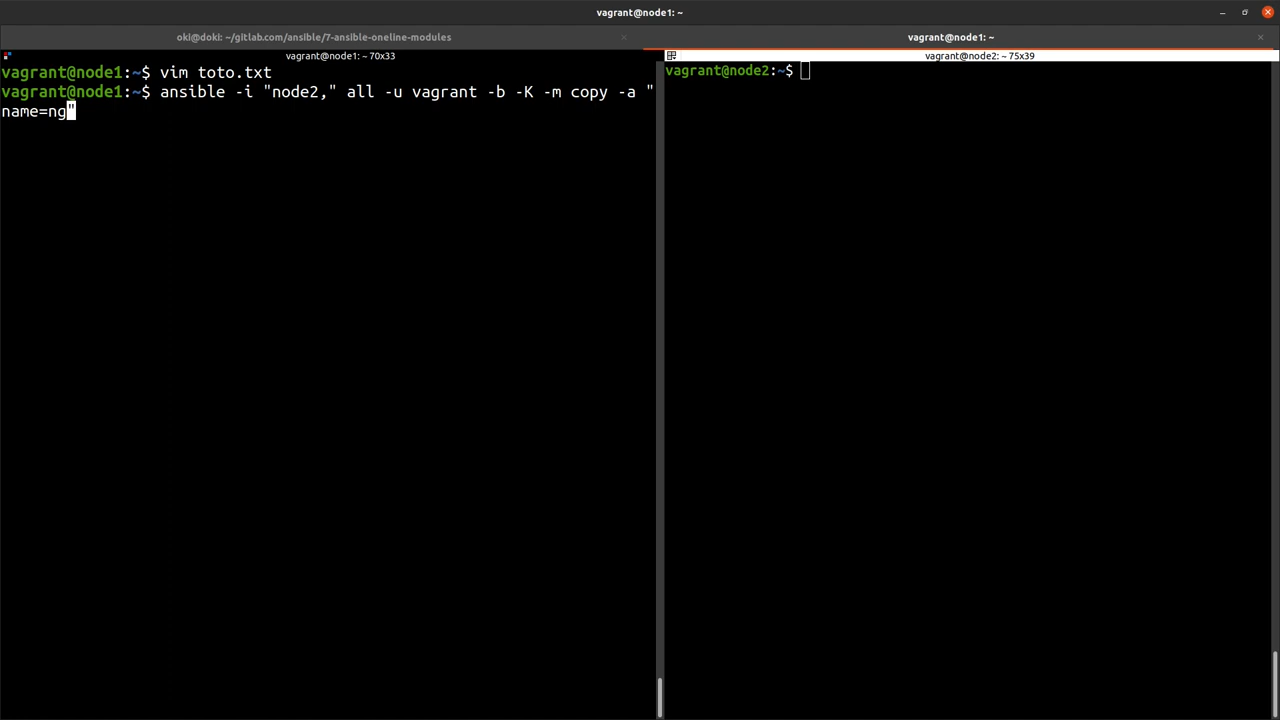 vagrant@node1: ~
oki@doki: ~/gitlab.com/ansible/7-ansible-oneline-modules
vagrant@node1: ~
vagrant@node1: ~ 70x33
vagrant@node1:~$ vim toto.txt
vagrant@node1:~$ ansible -i "node2," all -u vagrant -b -K -m copy -a "
name=ng"
vagrant@node2: ~ 75x39
vagrant@node2:~$